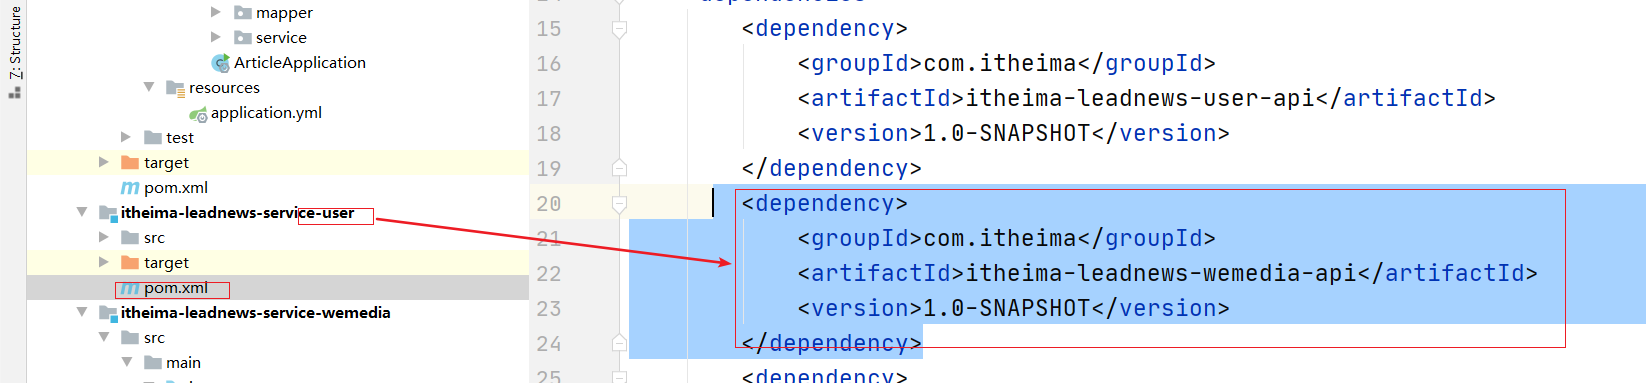 7: Structure
mapper
service
ArticleApplication
resources
application.yml
test
target
pom.xml
itheima-leadnews-service-user
src
target
pom.xml
itheima-leadnews-service-wemedia
src
main
15 <dependency>
16 <groupId>com.itheima</groupId>
17 <artifactId>itheima-leadnews-user-api</artifactId>
18 <version>1.0-SNAPSHOT</version>
19 </dependency>
20 <dependency>
21 <groupId>com.itheima</groupId>
22 <artifactId>itheima-leadnews-wemedia-api</artifactId>
23 <version>1.0-SNAPSHOT</version>
24 </dependency>
25 <dependency>